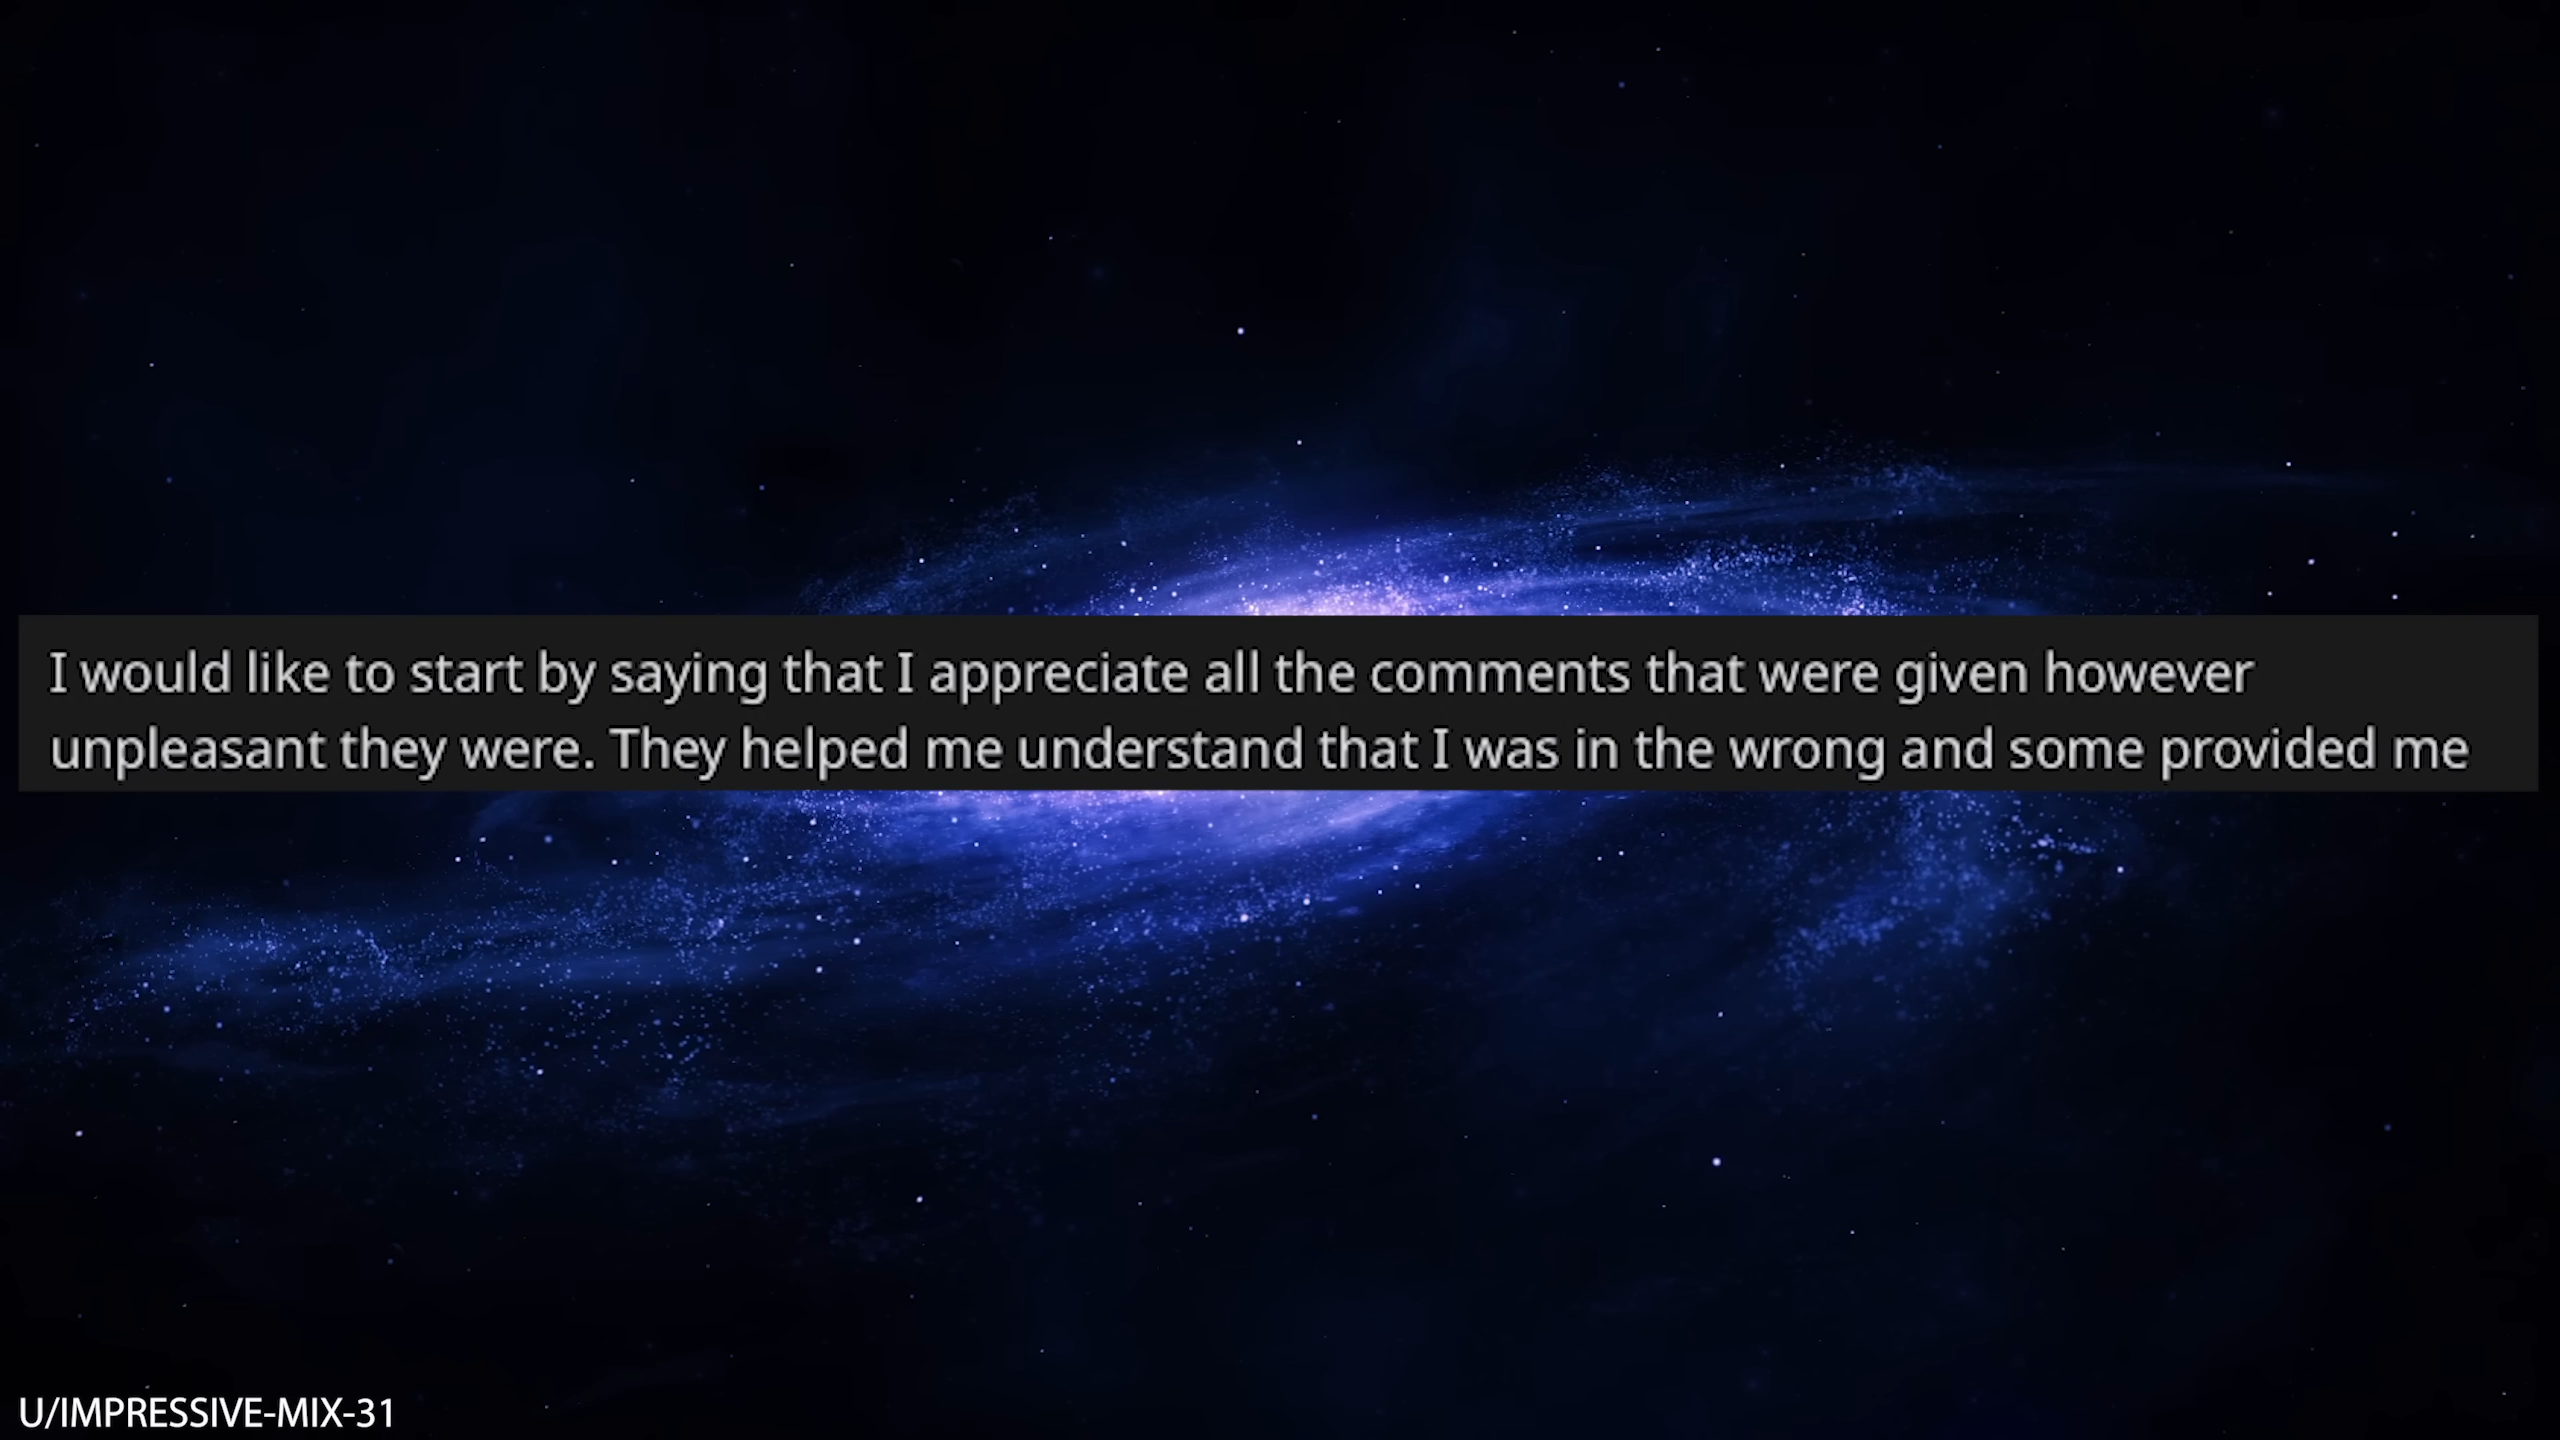 I would like to start by saying that I appreciate all the comments that were given however
unpleasant they were. They helped me understand that I was in the wrong and some provided me
U/IMPRESSIVE-MIX-31